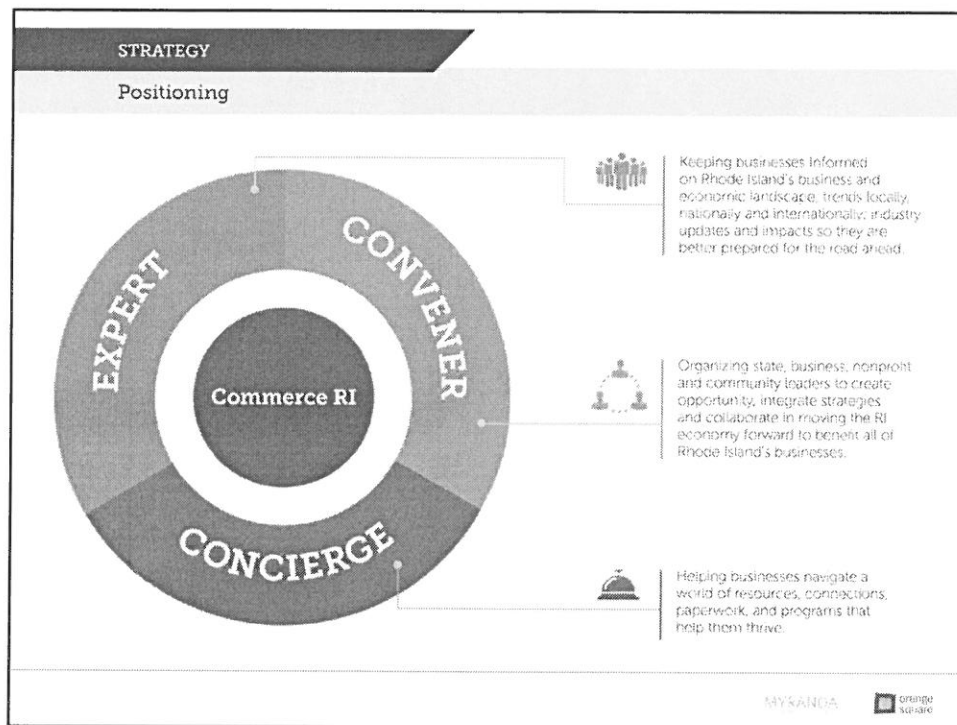 STRATEGY
Positioning
EXPERT
CONVENER
CONCIERGE
Commerce RI
Keeping businesses informed
on Rhode Island's business and
economic landscape, trends locally,
nationally and internationally, industry
updates and impacts so they are
better prepared for the road ahead.
Organizing state, business, nonprofit
and community leaders to create
opportunity, integrate strategies
and collaborate in moving the RI
economy forward to benefit all of
Rhode Island's businesses.
Helping businesses navigate a
world of resources, connections,
paperwork, and programs that
help them thrive.
MYRANDA
orange
square